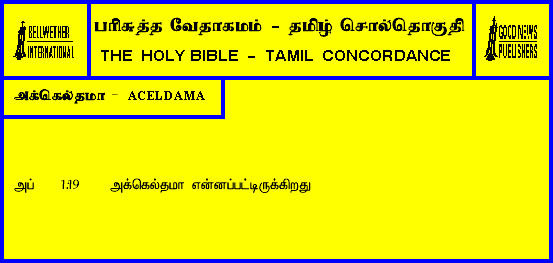 BELLWETHER
INTERNATIONAL
பரிசுத்த வேதாகமம் - தமிழ் சொல்தொகுதி
THE HOLY BIBLE - TAMIL CONCORDANCE
GOOD NEWS
PUBLISHERS
அக்கெல்தமா - ACELDAMA
அப் 1:19 அக்கெல்தமா என்னப்பட்டிருக்கிறது